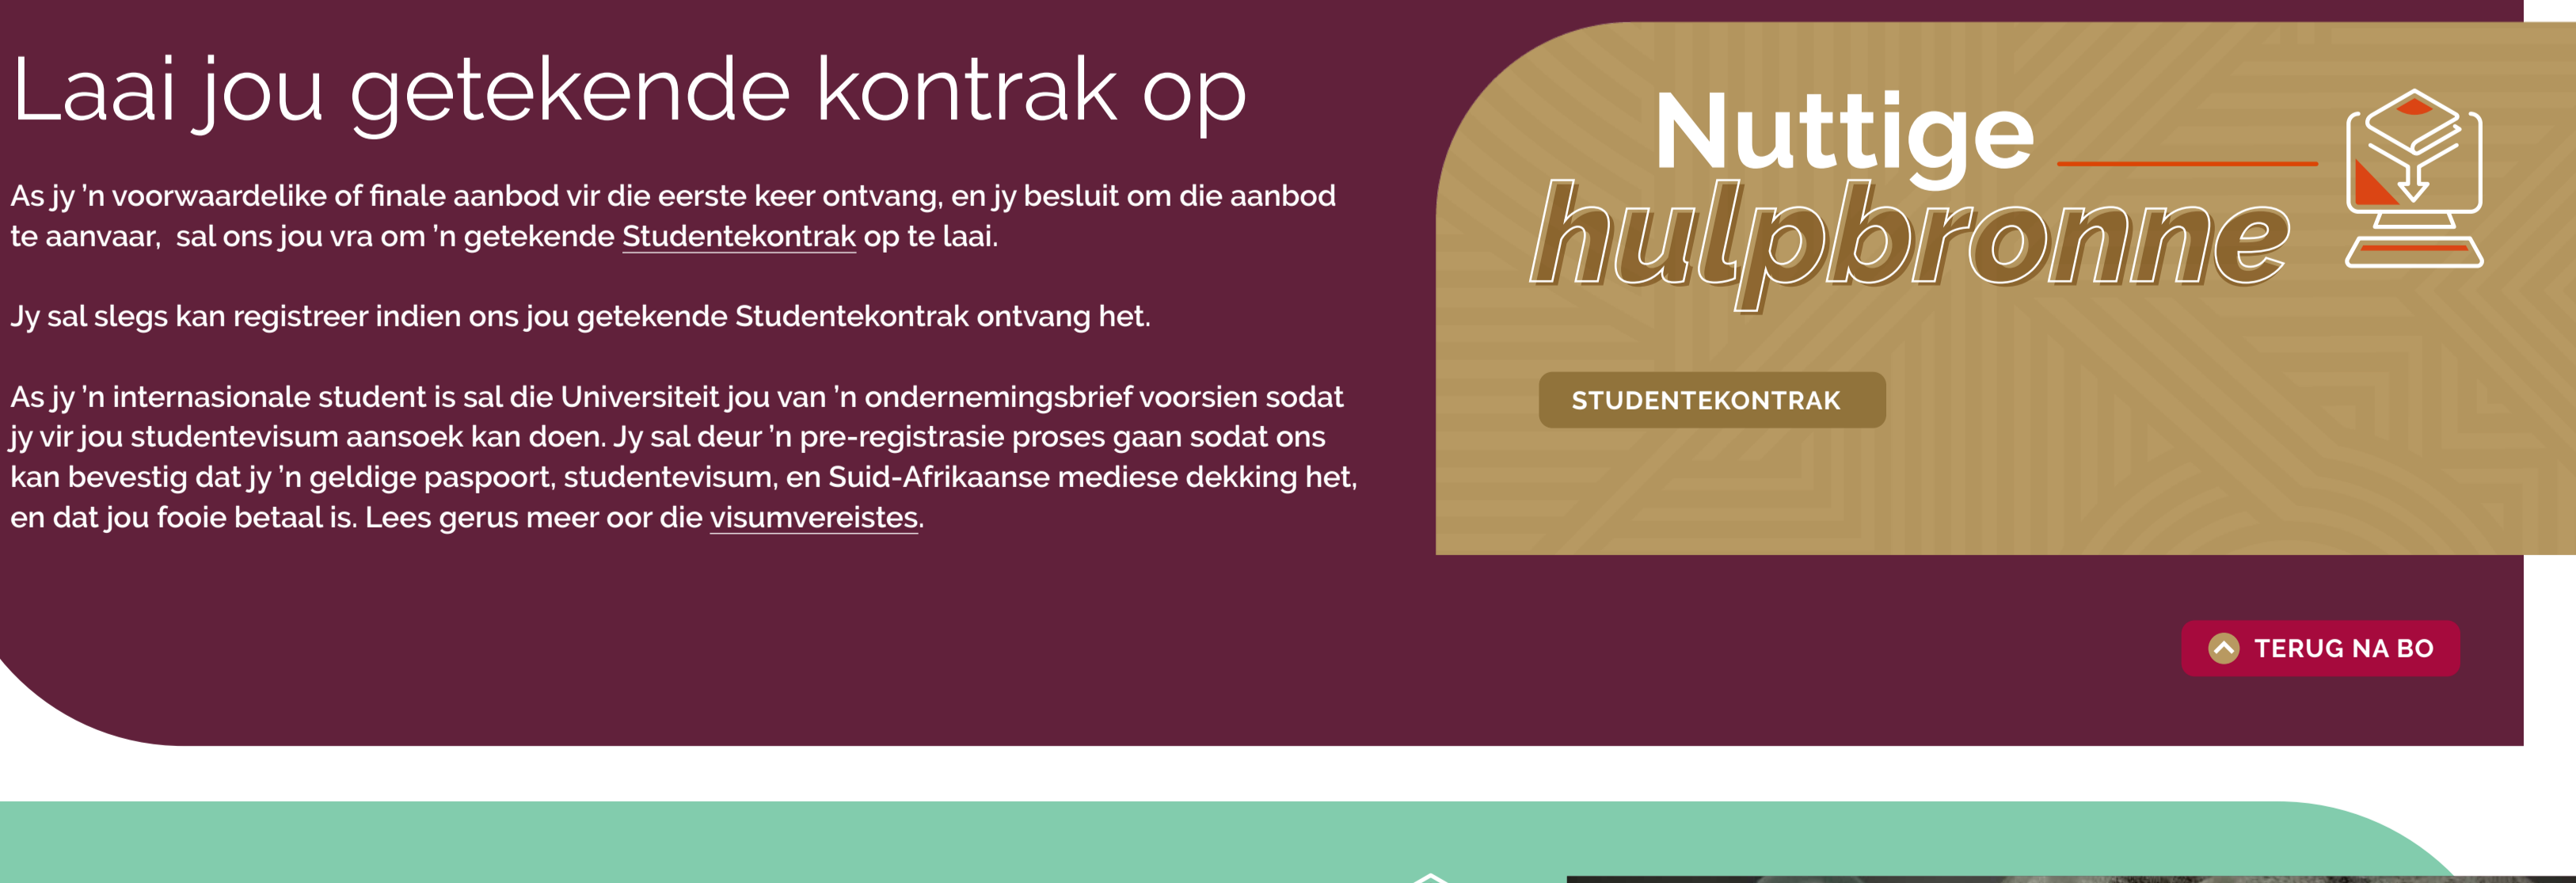 Laai jou getekende kontrak op
As jy ’n voorwaardelike of finale aanbod vir die eerste keer ontvang, en jy besluit om die aanbod
te aanvaar,  sal ons jou vra om ’n getekende Studentekontrak op te laai.
Jy sal slegs kan registreer indien ons jou getekende Studentekontrak ontvang het.
As jy ’n internasionale student is sal die Universiteit jou van ’n ondernemingsbrief voorsien sodat
jy vir jou studentevisum aansoek kan doen. Jy sal deur ’n pre-registrasie proses gaan sodat ons
kan bevestig dat jy ’n geldige paspoort, studentevisum, en Suid-Afrikaanse mediese dekking het,
en dat jou fooie betaal is. Lees gerus meer oor die visumvereistes.
Nuttige
hulpbronne
STUDENTEKONTRAK
TERUG NA BO